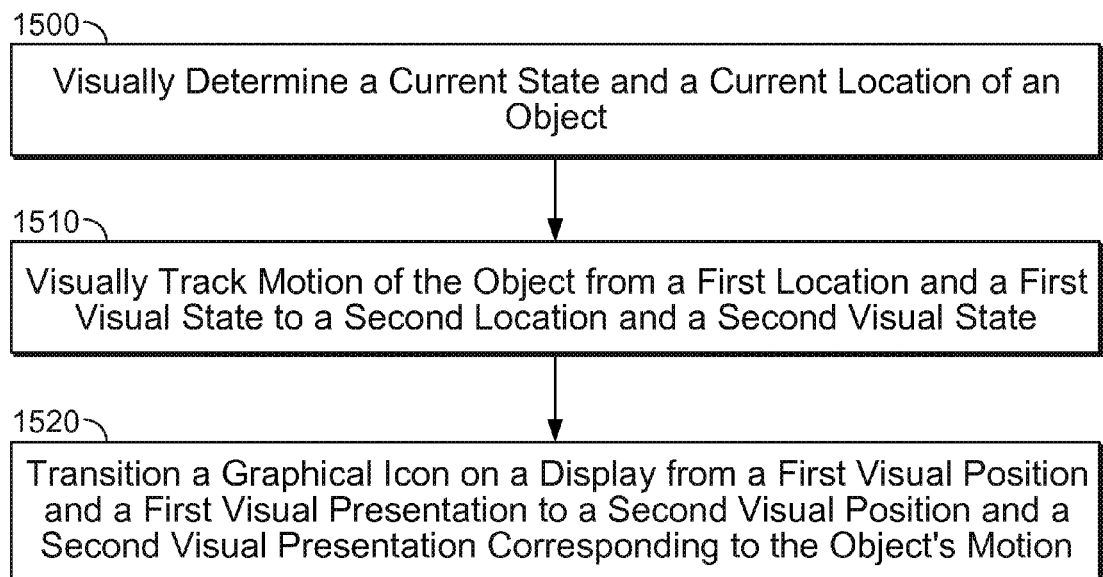 1500
Visually Determine a Current State and a Current Location of an
Object
1510
Visually Track Motion of the Object from a First Location and a First
Visual State to a Second Location and a Second Visual State
1520
Transition a Graphical Icon on a Display from a First Visual Position
and a First Visual Presentation to a Second Visual Position and a
Second Visual Presentation Corresponding to the Object's Motion